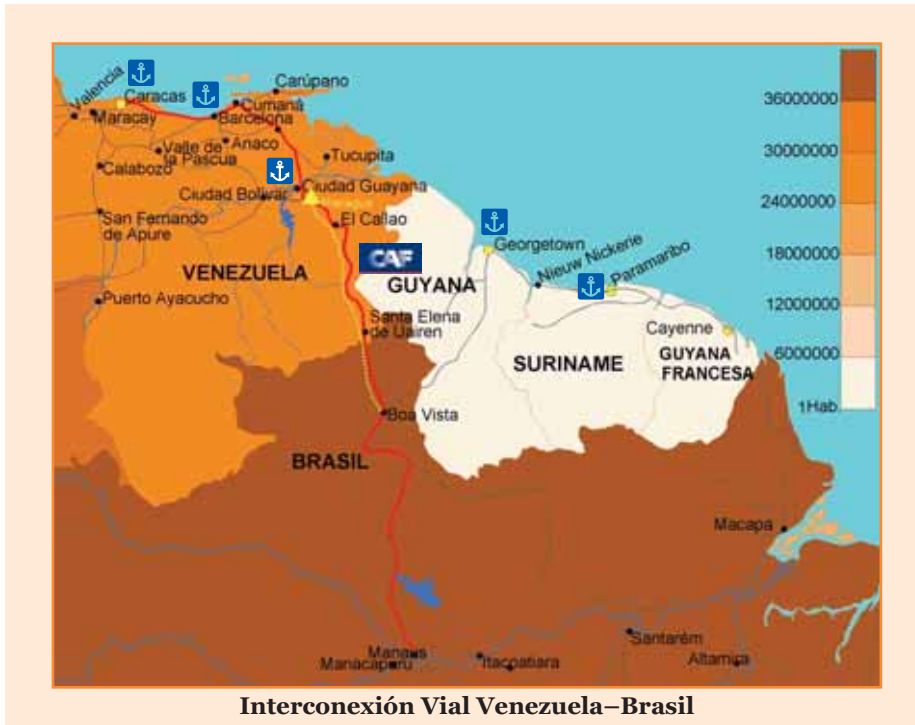 Carúpano
Valencia
Caracas
Cumaná
Maracay
Barcelona
Valle de
la Pascua
Anaco
Tucupita
Calabozo
Ciudad Bolívar
Ciudad Guayana
San Fernando
de Apure
El Callao
CAF
Georgetown
Nieuw Nickerie
Paramaribo
VENEZUELA
GUYANA
Puerto Ayacucho
Santa Elena
de Uairen
Cayenne
SURINAME
GUYANA
FRANCESA
Boa Vista
BRASIL
Macapa
Manaus
Manacapuru
Itacoatiara
Santarém
Altamira
36000000
30000000
24000000
18000000
12000000
6000000
1Hab
Interconexión Vial Venezuela–Brasil